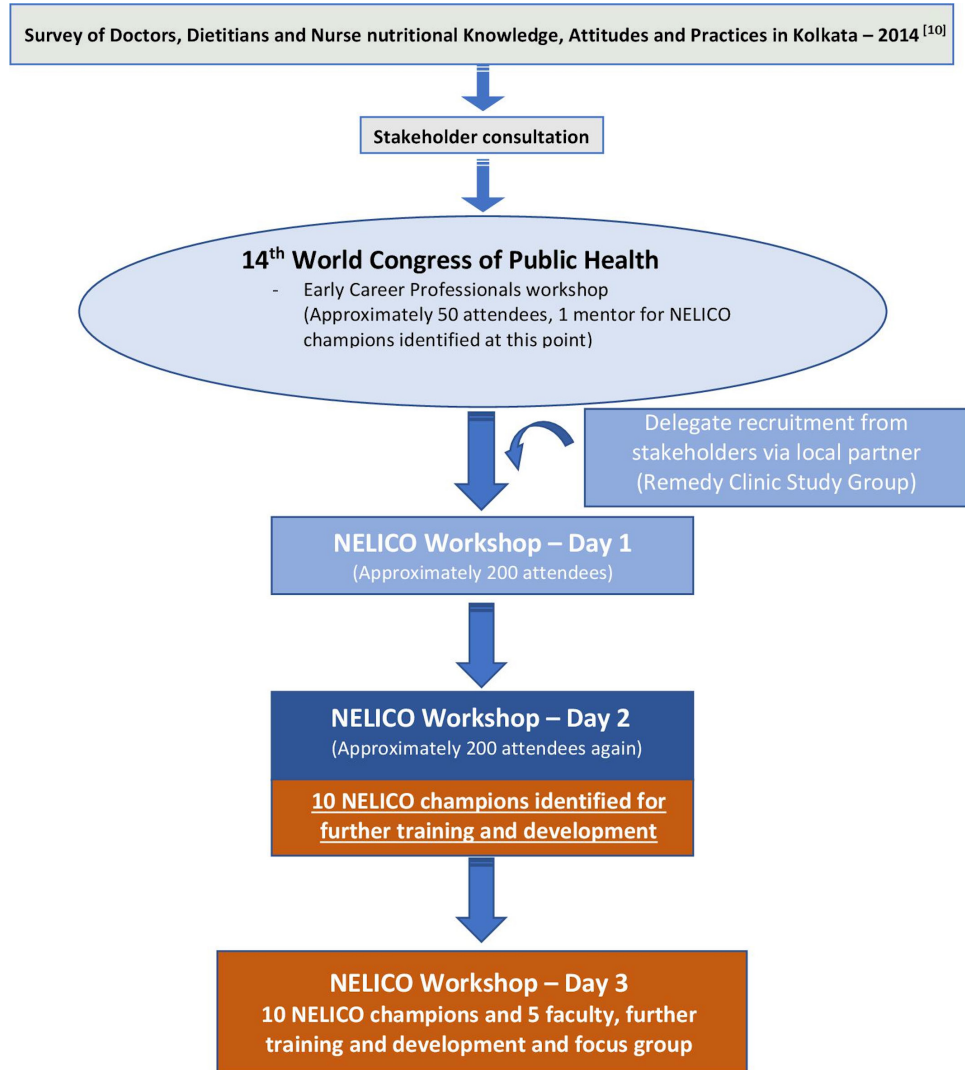 Survey of Doctors, Dietitians and Nurse nutritional Knowledge, Attitudes and Practices in Kolkata – 2014 [10]
Stakeholder consultation
14th World Congress of Public Health
- Early Career Professionals workshop
(Approximately 50 attendees, 1 mentor for NELICO
champions identified at this point)
Delegate recruitment from
stakeholders via local partner
(Remedy Clinic Study Group)
NELICO Workshop – Day 1
(Approximately 200 attendees)
NELICO Workshop – Day 2
(Approximately 200 attendees again)
10 NELICO champions identified for
further training and development
NELICO Workshop – Day 3
10 NELICO champions and 5 faculty, further
training and development and focus group